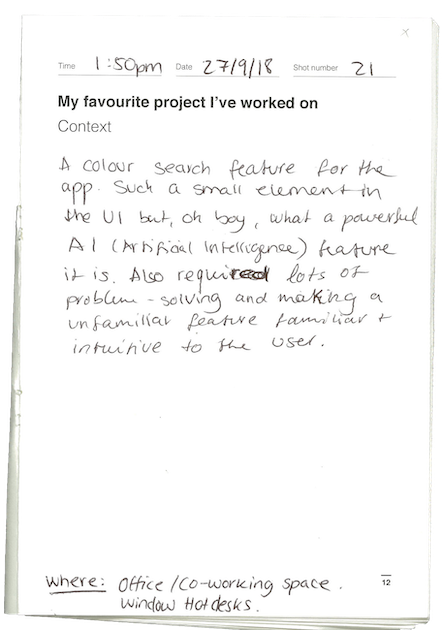 Time 1:50pm Date 27/9/18 Shot number 21
My favourite project I've worked on
Context
A colour search feature for the
app. Such a small element in
the UI but, oh boy, what a powerful
AI (Artificial Intelligence) feature
it is. Also required lots of
problem-solving and making a
unfamiliar feature familiar +
intuitive to the user.
Where: Office/Co-working space.
Window Hotdesks.
12